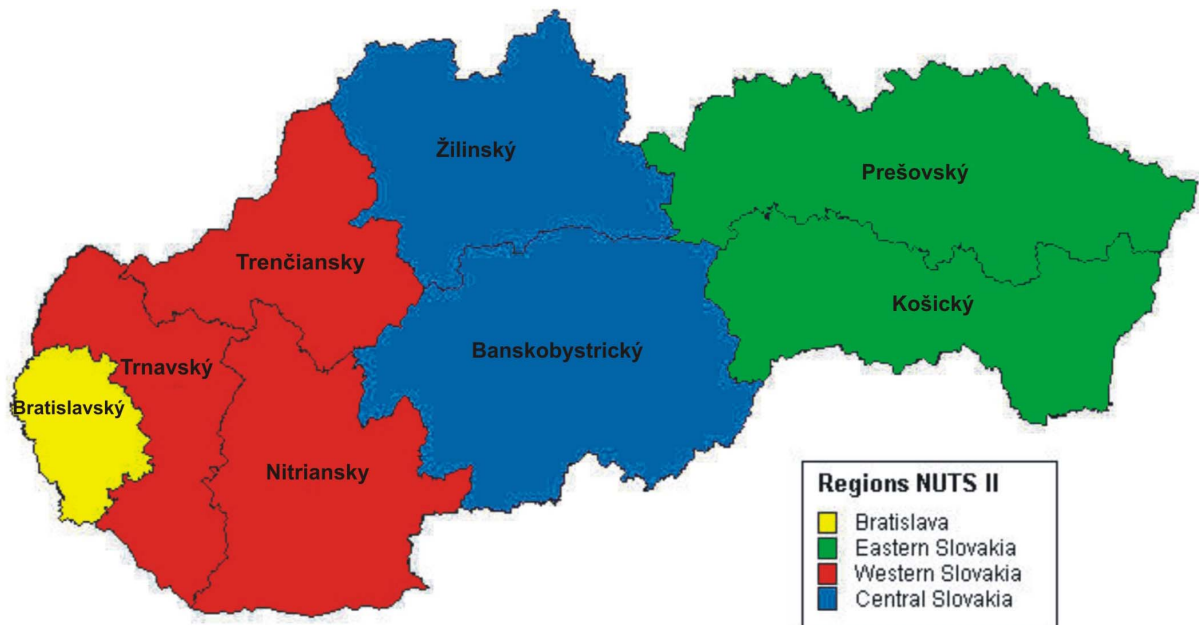 Žilinský
Prešovský
Trenčiansky
Košický
Banskobystrický
Trnavský
Bratislavský
Nitriansky
Regions NUTS II
Bratislava
Eastern Slovakia
Western Slovakia
Central Slovakia